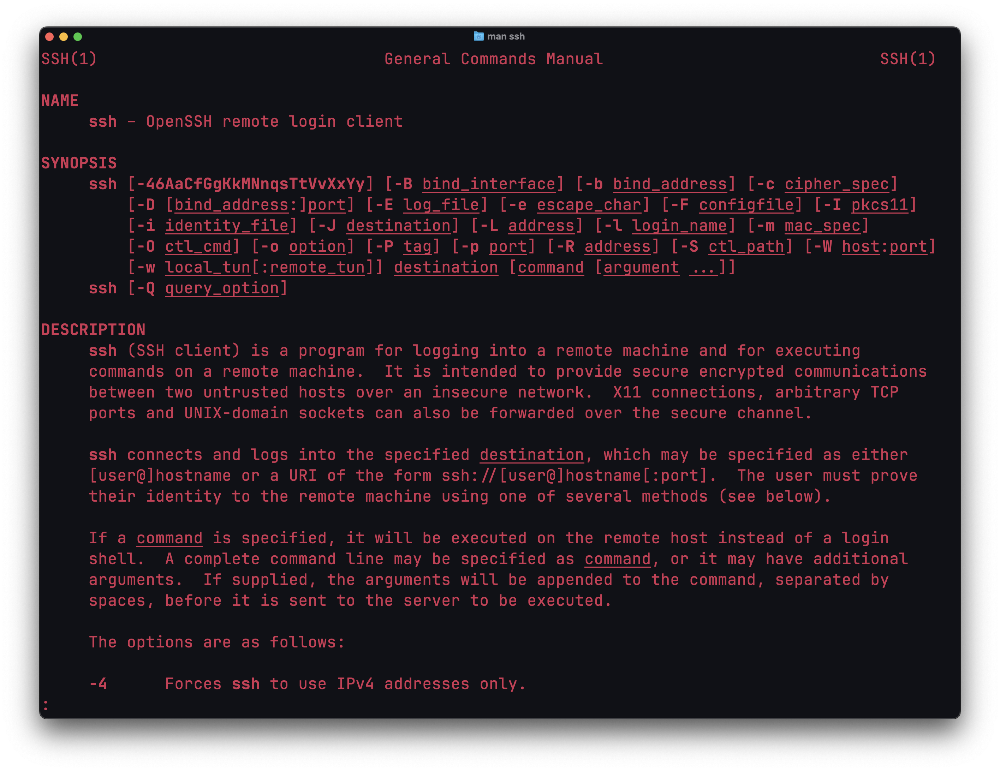 man ssh
SSH(1) General Commands Manual SSH(1)
NAME
ssh – OpenSSH remote login client
SYNOPSIS
ssh [-46AaCfGgKkMNnqsTtVvXxYy] [-B bind_interface] [-b bind_address] [-c cipher_spec]
[-D [bind_address:]port] [-E log_file] [-e escape_char] [-F configfile] [-I pkcs11]
[-i identity_file] [-J destination] [-L address] [-l login_name] [-m mac_spec]
[-O ctl_cmd] [-o option] [-P tag] [-p port] [-R address] [-S ctl_path] [-W host:port]
[-w local_tun[:remote_tun]] destination [command [argument ...]]
ssh [-Q query_option]
DESCRIPTION
ssh (SSH client) is a program for logging into a remote machine and for executing
commands on a remote machine.  It is intended to provide secure encrypted communications
between two untrusted hosts over an insecure network.  X11 connections, arbitrary TCP
ports and UNIX-domain sockets can also be forwarded over the secure channel.
ssh connects and logs into the specified destination, which may be specified as either
[user@]hostname or a URI of the form ssh://[user@]hostname[:port].  The user must prove
their identity to the remote machine using one of several methods (see below).
If a command is specified, it will be executed on the remote host instead of a login
shell.  A complete command line may be specified as command, or it may have additional
arguments.  If supplied, the arguments will be appended to the command, separated by
spaces, before it is sent to the server to be executed.
The options are as follows:
-4      Forces ssh to use IPv4 addresses only.
: